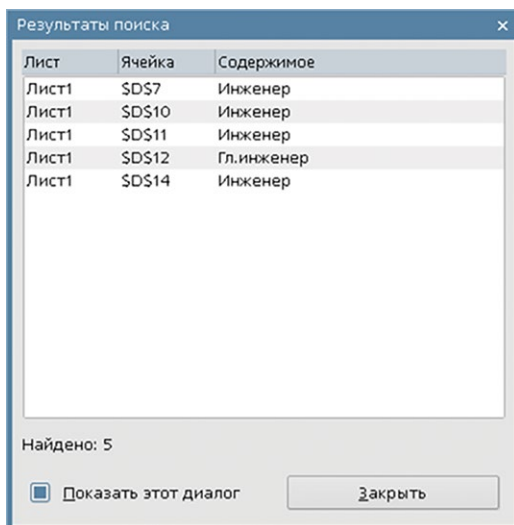 Результаты поиска
Лист Ячейка Содержимое
Лист1 $D$7 Инженер
Лист1 $D$10 Инженер
Лист1 $D$11 Инженер
Лист1 $D$12 Гл.инженер
Лист1 $D$14 Инженер
Найдено: 5
Показать этот диалог Закрыть